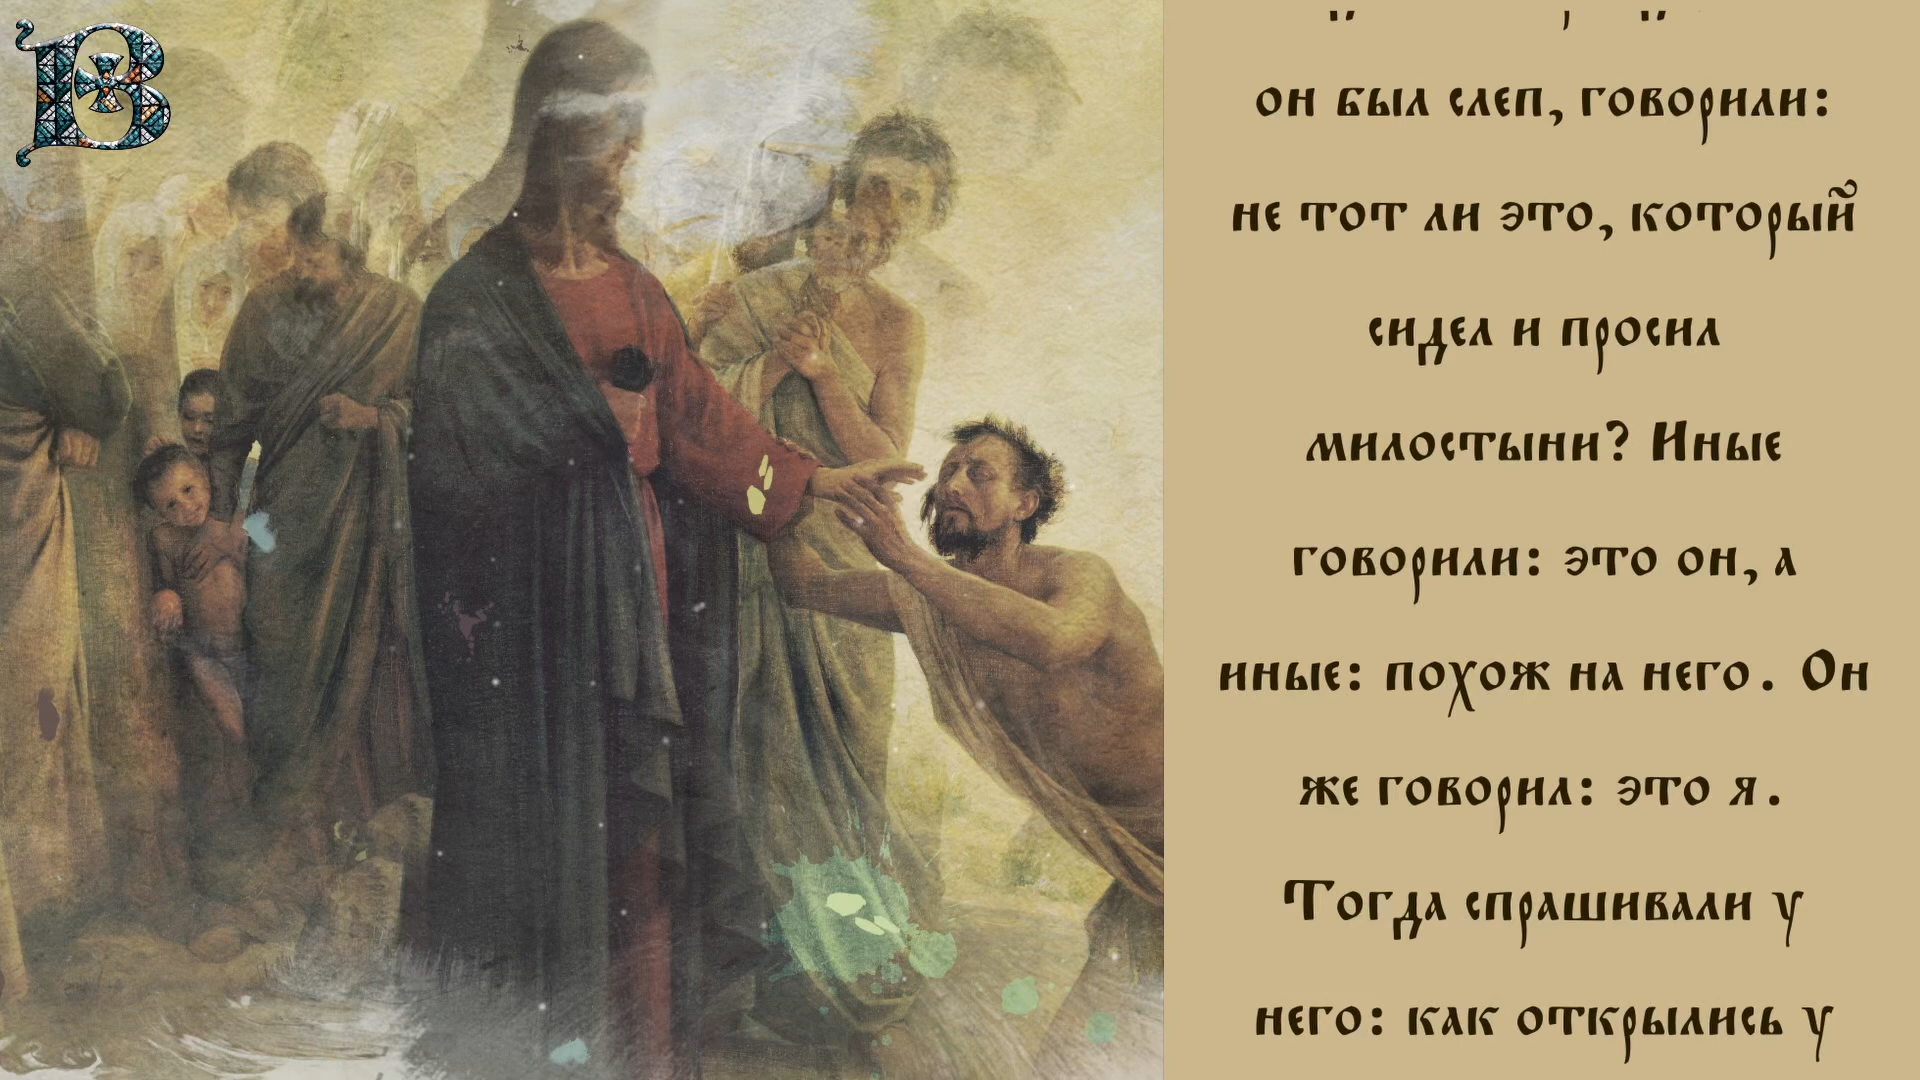 В
он был слеп, говорили:
не тот ли это, который
сидел и просил
милостыни? Иные
говорили: это он, а
иные: похож на него. Он
же говорил: это я.
Тогда спрашивали у
него: как открылись у